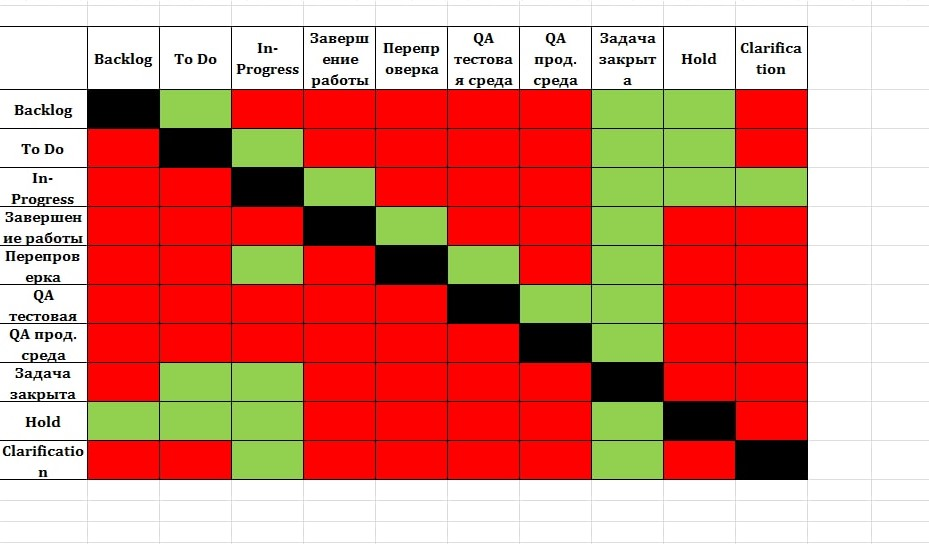 Backlog
To Do
In-
Progress
Заверш
ение
работы
Перепр
оверка
QA
тестова
я среда
QA
прод.
среда
Задача
закрыт
а
Hold
Clarifica
tion
Backlog
To Do
In-
Progress
Завершен
ие работы
Перепров
ерка
QA
тестовая
QA прод.
среда
Задача
закрыта
Hold
Clarificatio
n